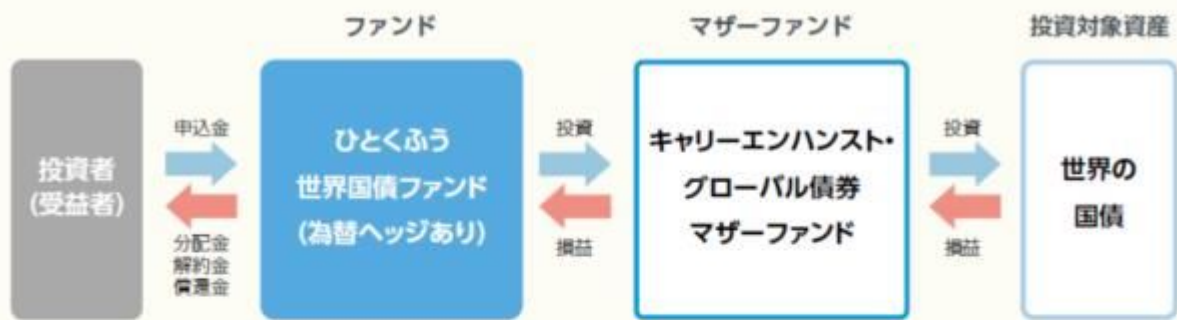 ファンド
マザーファンド
投資対象資産
投資者
(受益者)
申込金
分配金
解約金
償還金
ひとくふう
世界国債ファンド
(為替ヘッジあり)
投資
損益
キャリーエンハンスト・
グローバル債券
マザーファンド
投資
損益
世界の
国債